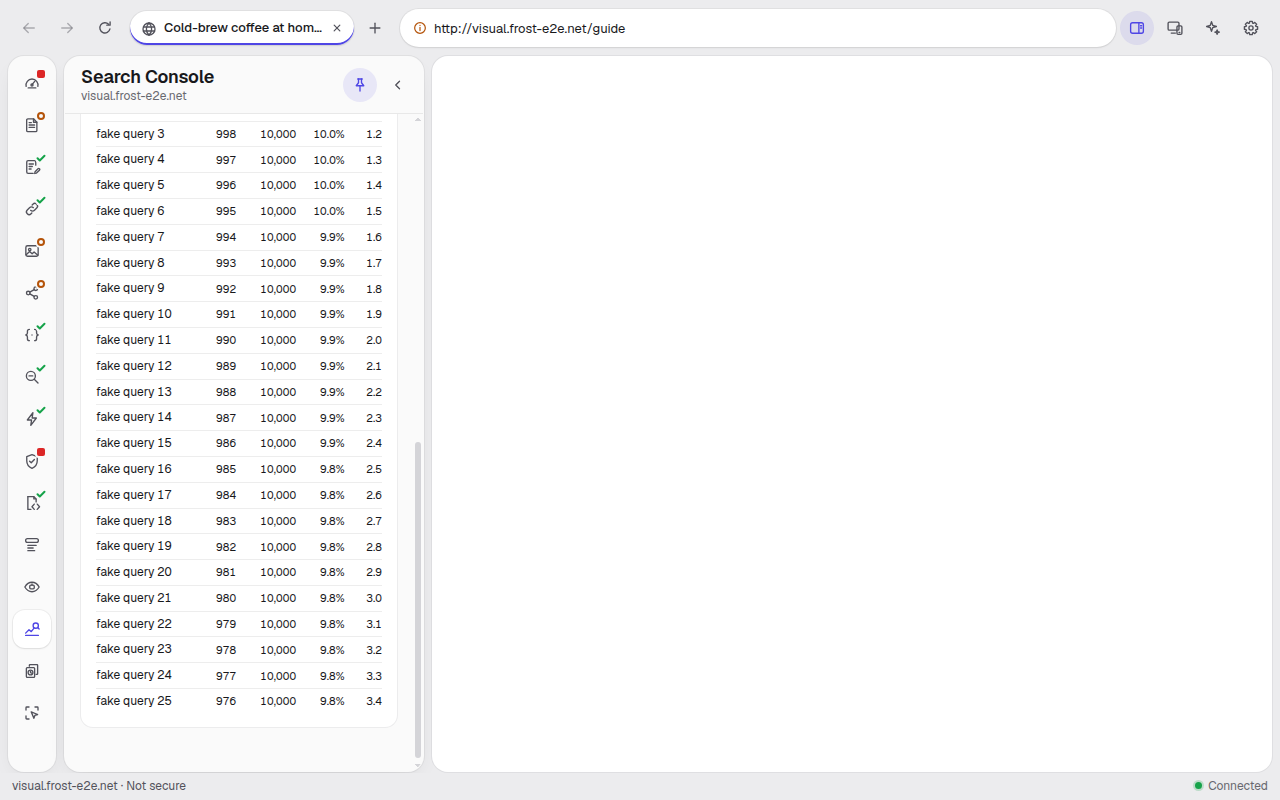 Cold-brew coffee at hom…
http://visual.frost-e2e.net/guide
Search Console
visual.frost-e2e.net
fake query 3 998 10,000 10.0% 1.2
fake query 4 997 10,000 10.0% 1.3
fake query 5 996 10,000 10.0% 1.4
fake query 6 995 10,000 10.0% 1.5
fake query 7 994 10,000 9.9% 1.6
fake query 8 993 10,000 9.9% 1.7
fake query 9 992 10,000 9.9% 1.8
fake query 10 991 10,000 9.9% 1.9
fake query 11 990 10,000 9.9% 2.0
fake query 12 989 10,000 9.9% 2.1
fake query 13 988 10,000 9.9% 2.2
fake query 14 987 10,000 9.9% 2.3
fake query 15 986 10,000 9.9% 2.4
fake query 16 985 10,000 9.8% 2.5
fake query 17 984 10,000 9.8% 2.6
fake query 18 983 10,000 9.8% 2.7
fake query 19 982 10,000 9.8% 2.8
fake query 20 981 10,000 9.8% 2.9
fake query 21 980 10,000 9.8% 3.0
fake query 22 979 10,000 9.8% 3.1
fake query 23 978 10,000 9.8% 3.2
fake query 24 977 10,000 9.8% 3.3
fake query 25 976 10,000 9.8% 3.4
visual.frost-e2e.net · Not secure
Connected